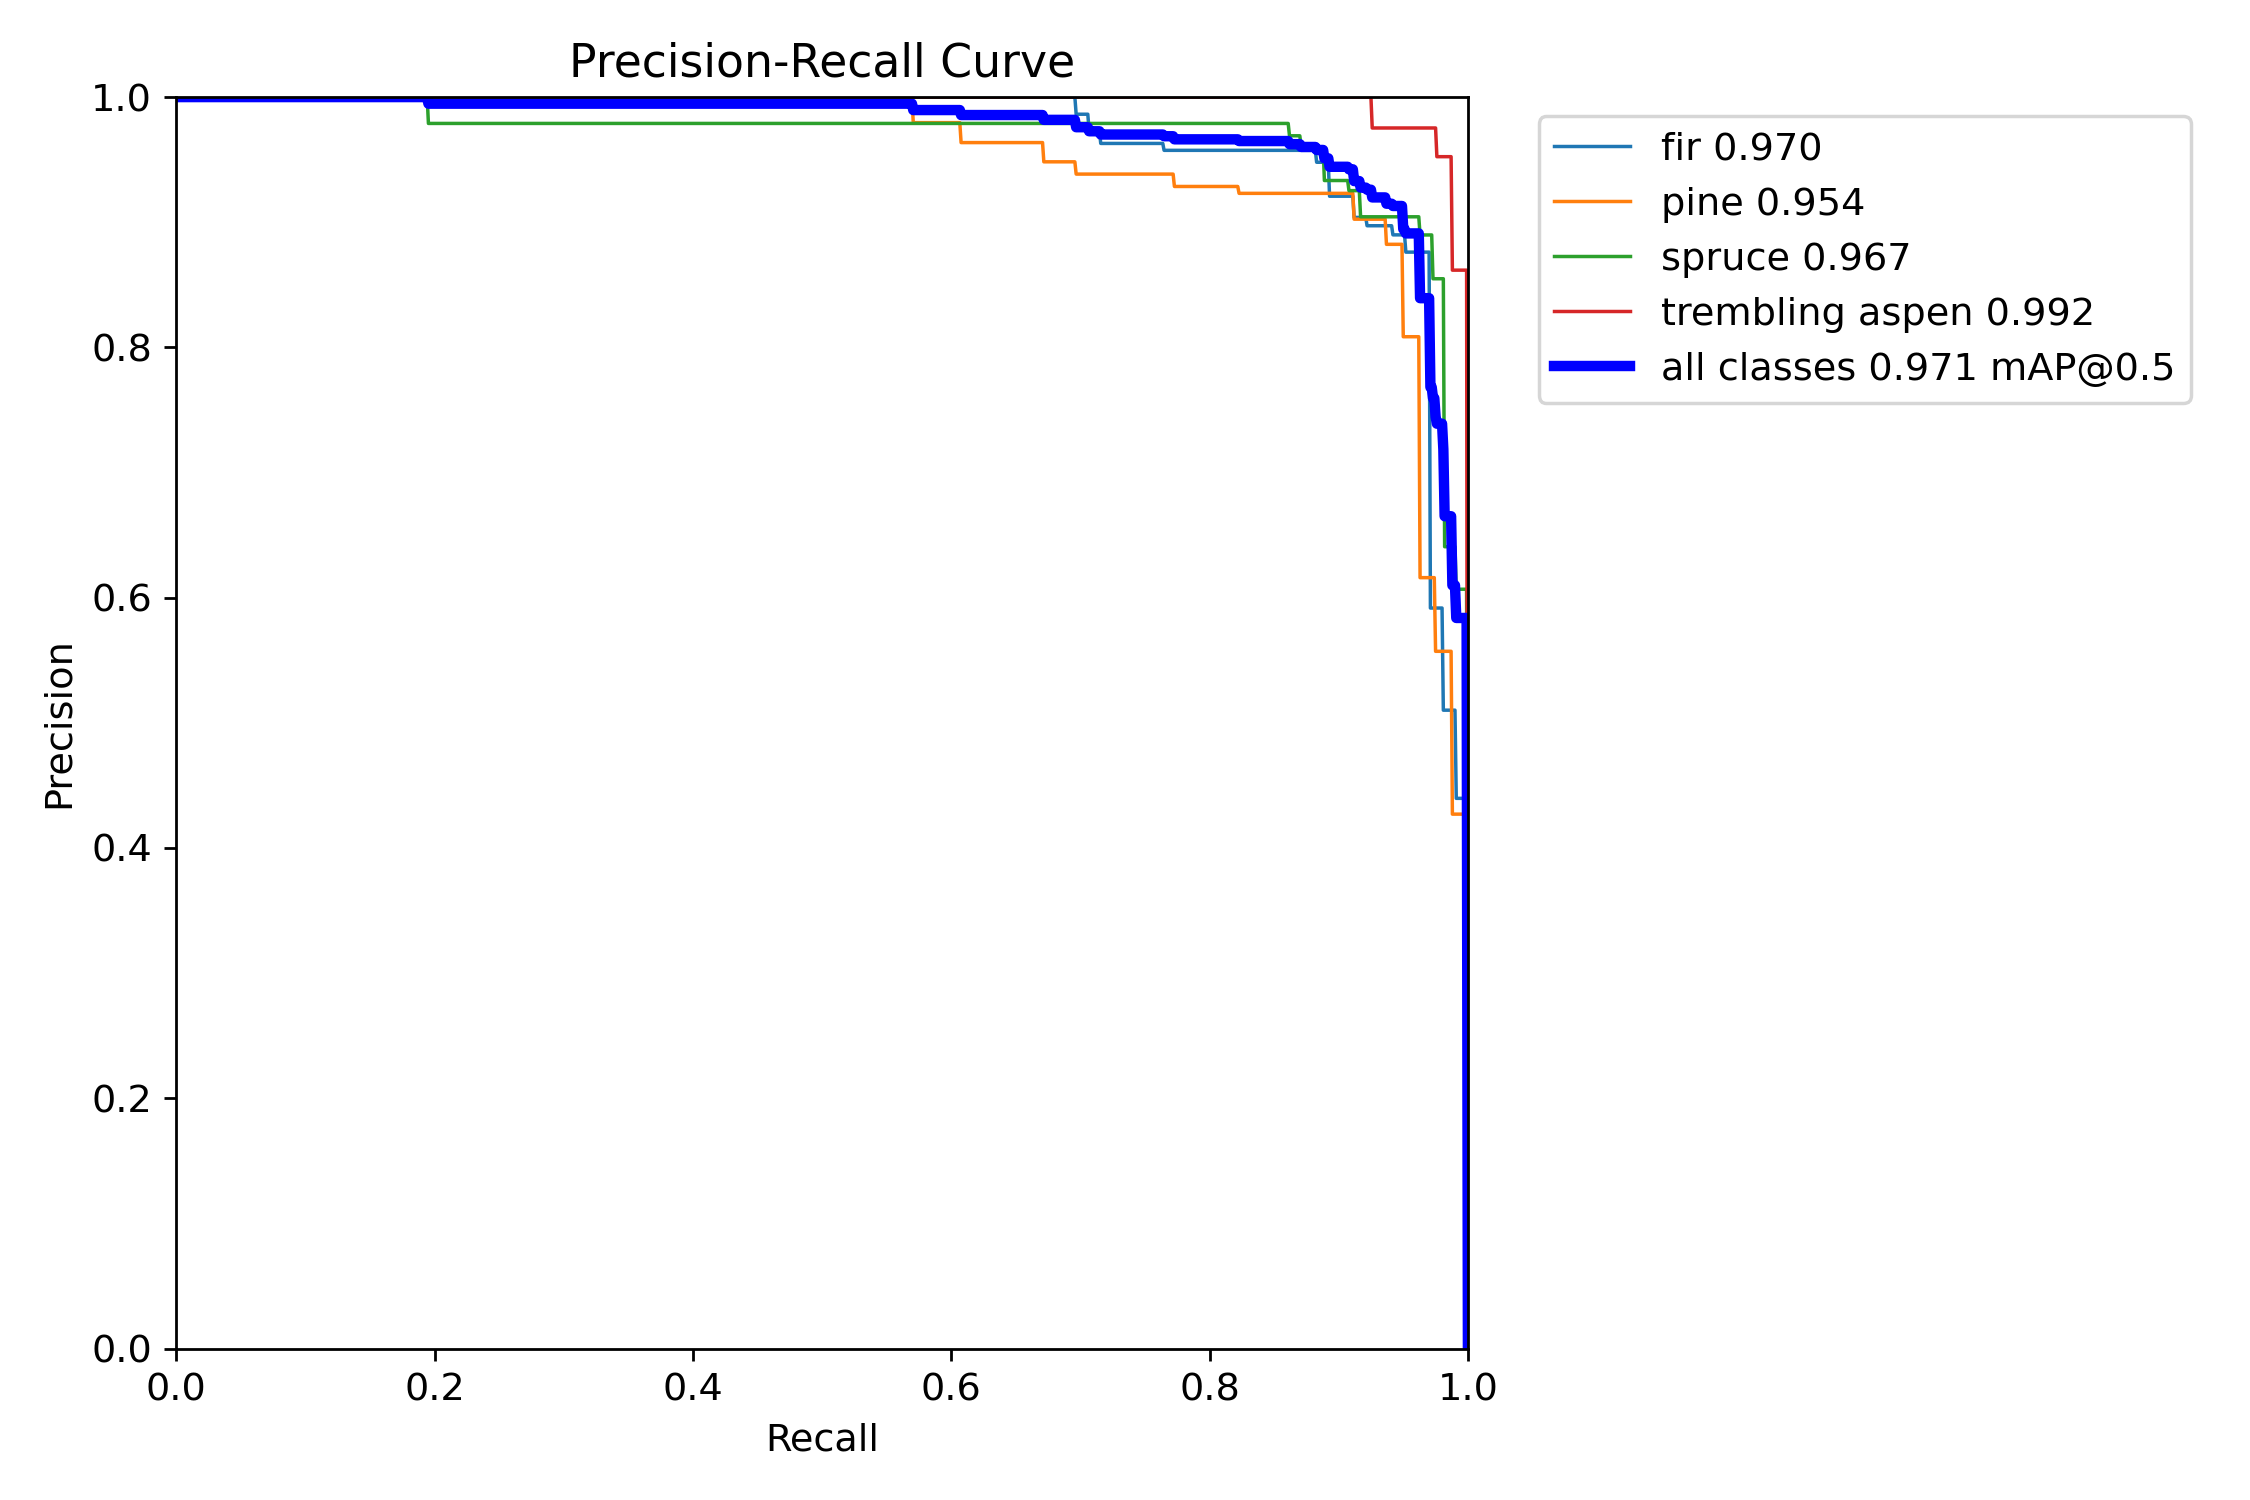 Precision-Recall Curve
1.0
0.8
0.6
0.4
0.2
0.0
Precision
0.0 0.2 0.4 0.6 0.8 1.0
Recall
fir 0.970
pine 0.954
spruce 0.967
trembling aspen 0.992
all classes 0.971 mAP@0.5